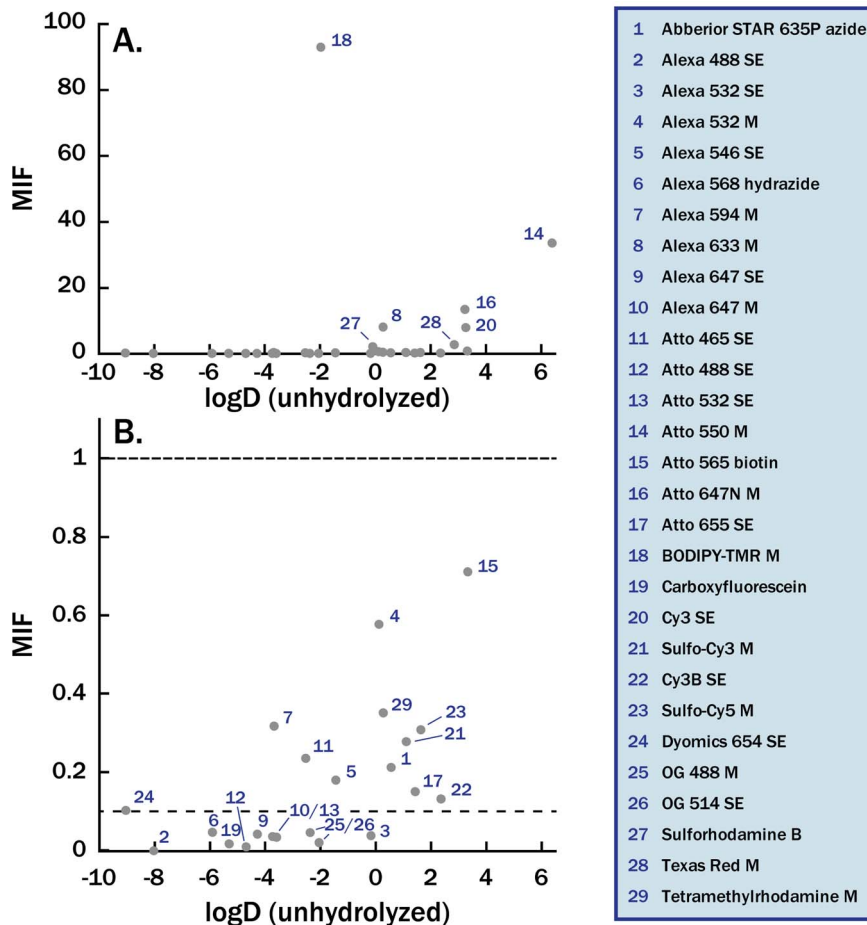 A.
100
80
60
40
20
0
MIF
18
14
16
20
8
27
28
-10 -8 -6 -4 -2 0 2 4 6
logD (unhydrolyzed)
B.
1
0.8
0.6
0.4
0.2
0
MIF
15
4
29
23
21
7
11
5
1
17
22
24
12
2
6
19
9
10/13
25/26
3
-10 -8 -6 -4 -2 0 2 4 6
logD (unhydrolyzed)
1 Abberior STAR 635P azide
2 Alexa 488 SE
3 Alexa 532 SE
4 Alexa 532 M
5 Alexa 546 SE
6 Alexa 568 hydrazide
7 Alexa 594 M
8 Alexa 633 M
9 Alexa 647 SE
10 Alexa 647 M
11 Atto 465 SE
12 Atto 488 SE
13 Atto 532 SE
14 Atto 550 M
15 Atto 565 biotin
16 Atto 647N M
17 Atto 655 SE
18 BODIPY-TMR M
19 Carboxyfluorescein
20 Cy3 SE
21 Sulfo-Cy3 M
22 Cy3B SE
23 Sulfo-Cy5 M
24 Dyomics 654 SE
25 OG 488 M
26 OG 514 SE
27 Sulforhodamine B
28 Texas Red M
29 Tetramethylrhodamine M